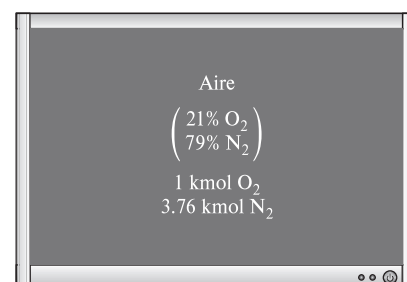 Aire
(21% O₂
79% N₂)
1 kmol O₂
3.76 kmol N₂